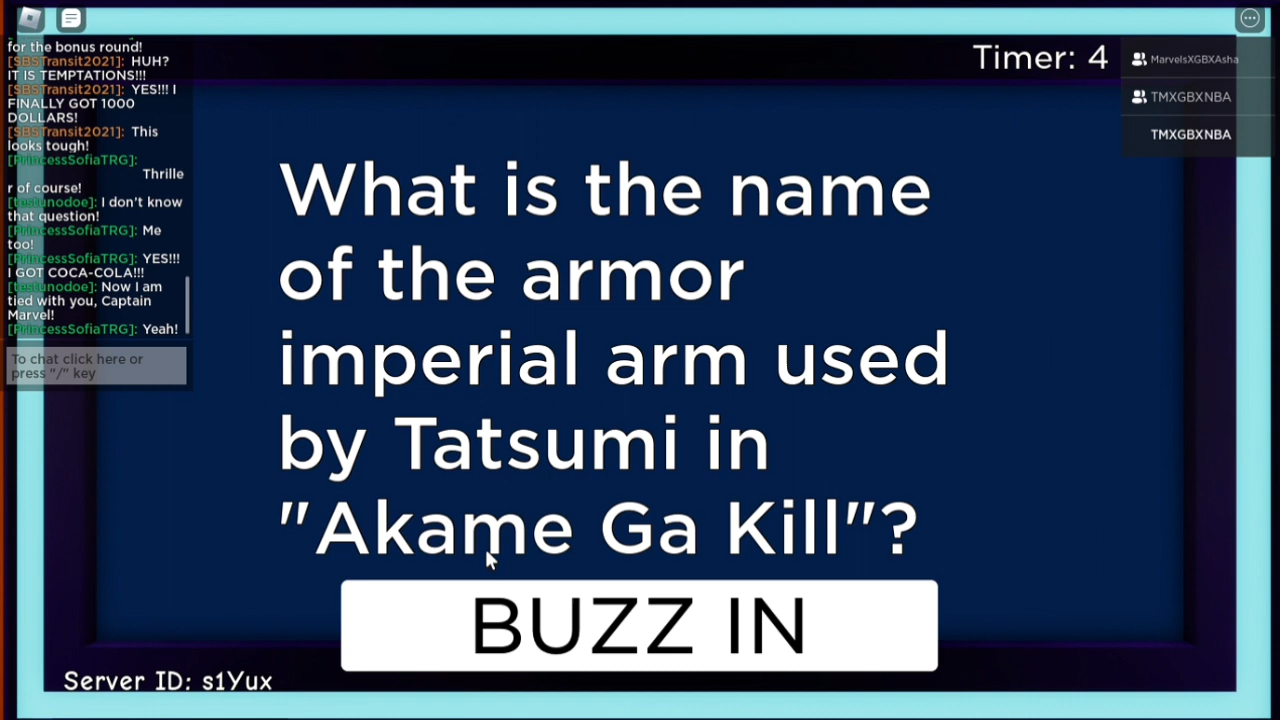 for the bonus round!
[SBSTransit2021]: HUH?
IT IS TEMPTATIONS!!!
[SBSTransit2021]: YES!!! I
FINALLY GOT 1000
DOLLARS!
[SBSTransit2021]: This
looks tough!
[PrincessSofiaTRG]:
Thrille
r of course!
[testunodoe]: I don't know
that question!
[PrincessSofiaTRG]: Me
too!
[PrincessSofiaTRG]: YES!!!
I GOT COCA-COLA!!!
[testunodoe]: Now I am
tied with you, Captain
Marvel!
[PrincessSofiaTRG]: Yeah!
To chat click here or
press "/" key
Timer: 4
MarvelsXGBXAsha
TMXGBXNBA
TMXGBXNBA
What is the name
of the armor
imperial arm used
by Tatsumi in
"Akame Ga Kill"?
BUZZ IN
Server ID: s1Yux